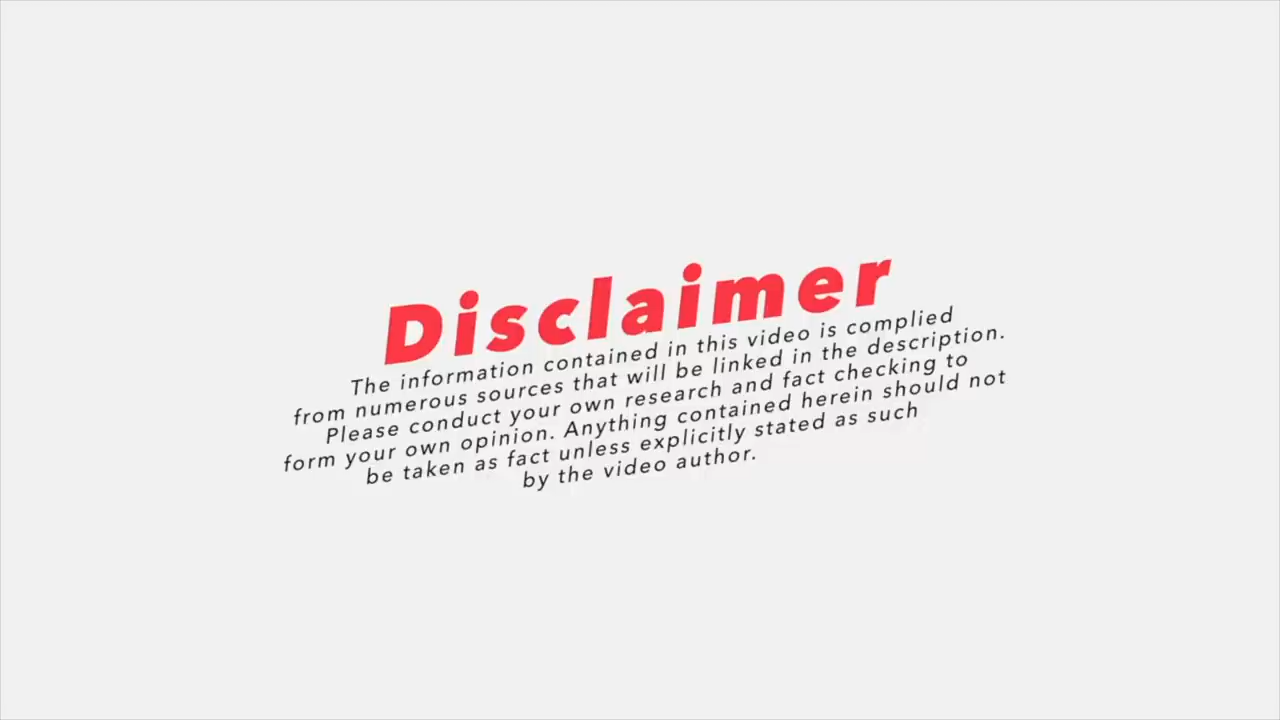 Disclaimer
The information contained in this video is complied
from numerous sources that will be linked in the description.
Please conduct your own research and fact checking to
form your own opinion. Anything contained herein should not
be taken as fact unless explicitly stated as such
by the video author.